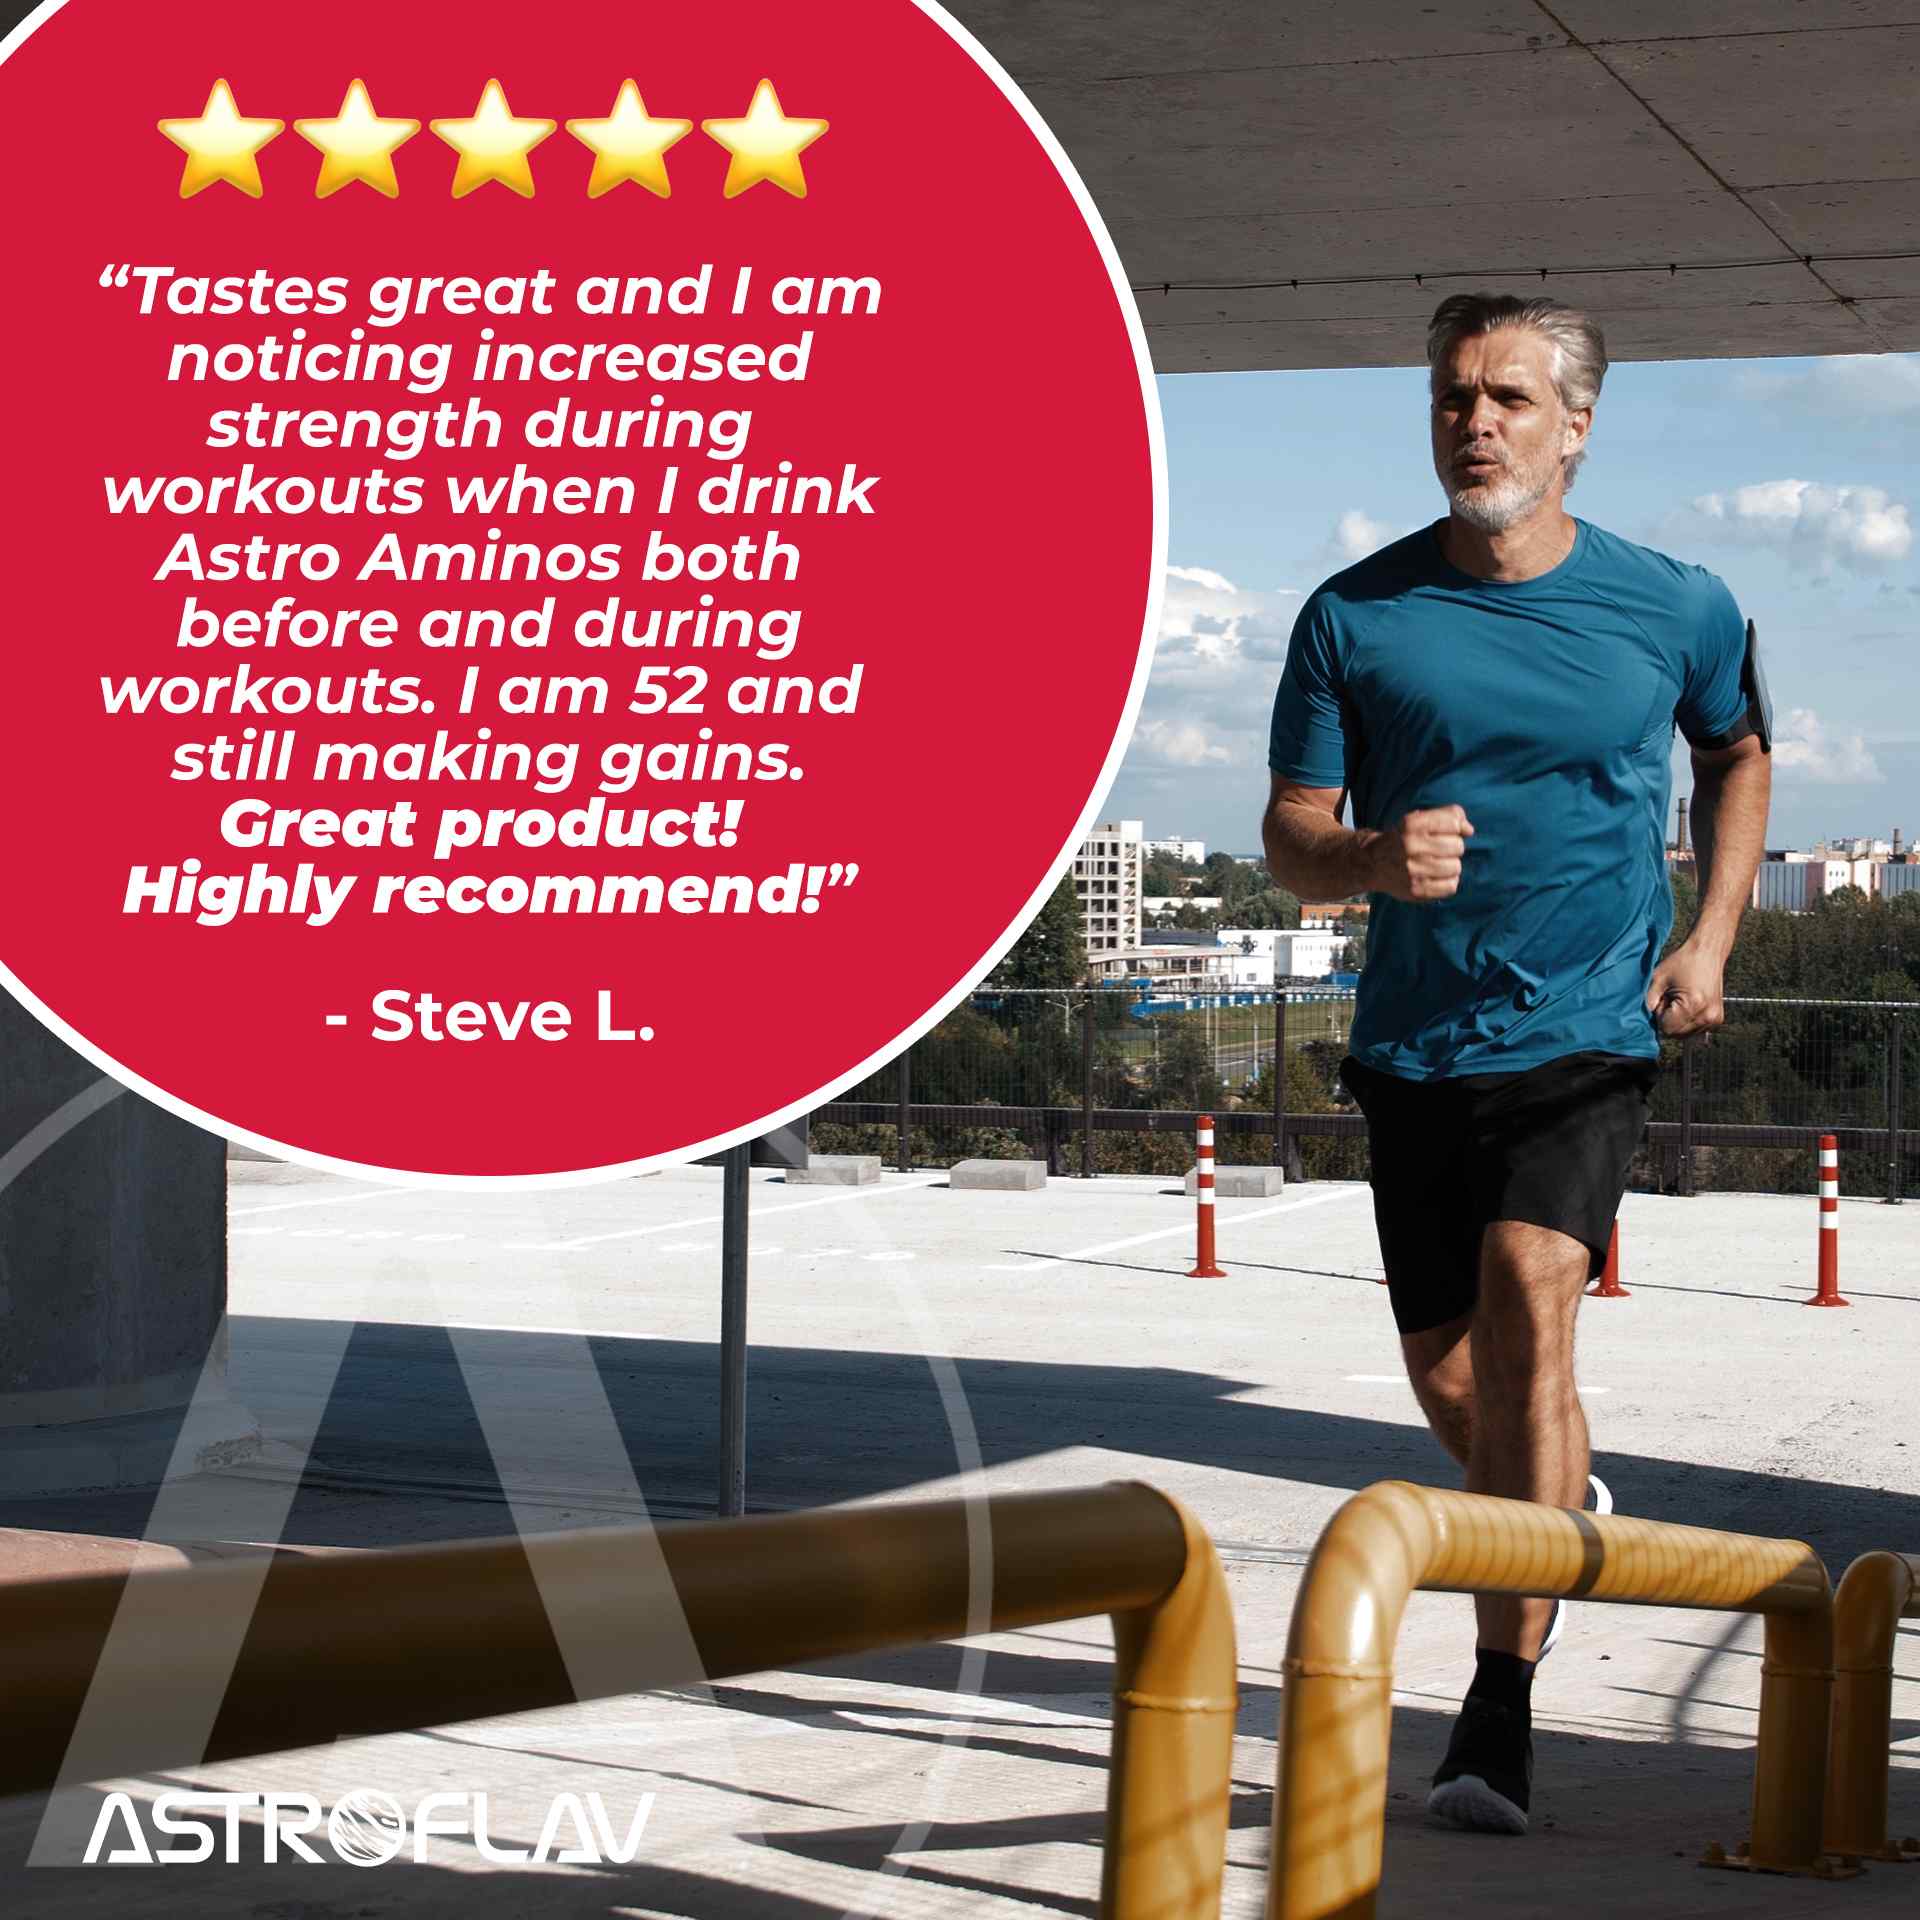 “Tastes great and I am
noticing increased
strength during
workouts when I drink
Astro Aminos both
before and during
workouts. I am 52 and
still making gains.
Great product!
Highly recommend!”
- Steve L.
ASTROFLAV